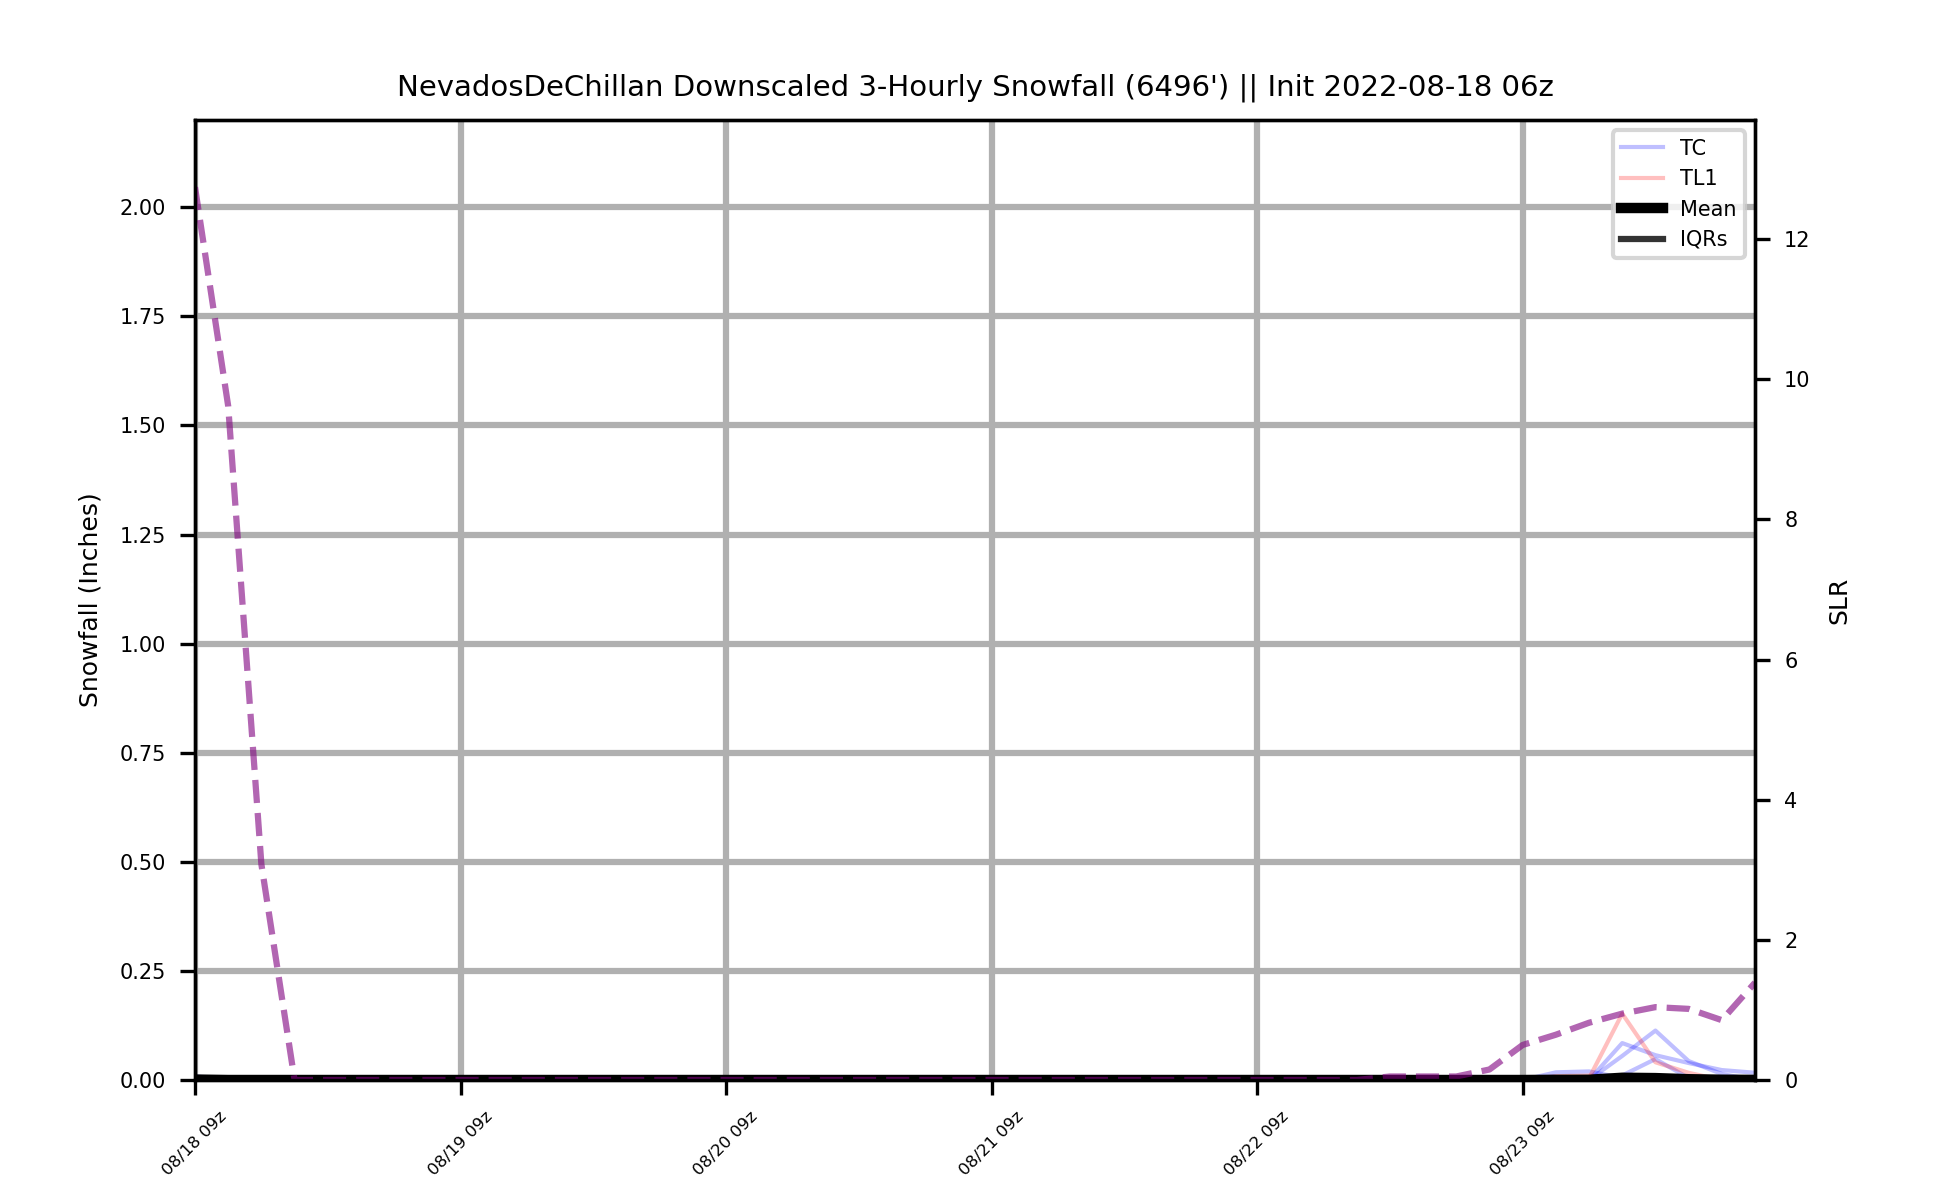 NevadosDeChillan Downscaled 3-Hourly Snowfall (6496') || Init 2022-08-18 06z
TC
TL1
Mean
IQRs
Snowfall (Inches)
2.00
1.75
1.50
1.25
1.00
0.75
0.50
0.25
0.00
12
10
8
6
4
2
0
SLR
08/18 09z
08/19 09z
08/20 09z
08/21 09z
08/22 09z
08/23 09z